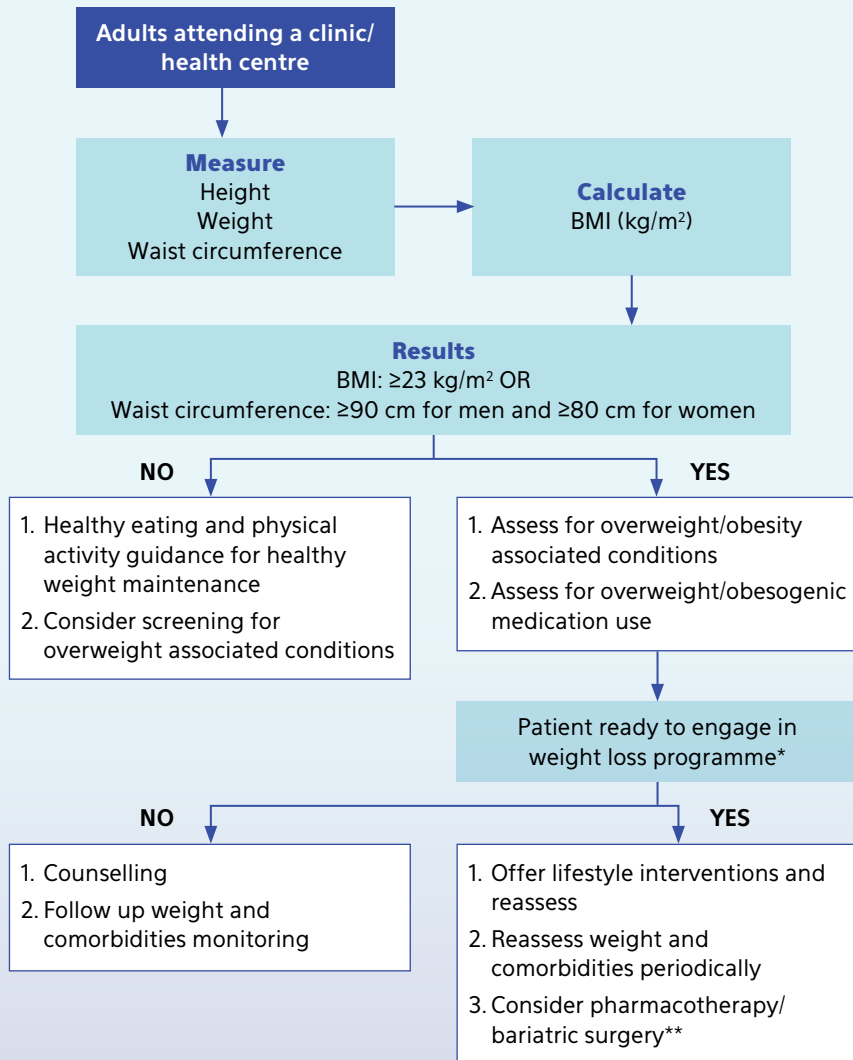 Adults attending a clinic/
health centre
Measure
Height
Weight
Waist circumference
Calculate
BMI (kg/m²)
Results
BMI: ≥23 kg/m² OR
Waist circumference: ≥90 cm for men and ≥80 cm for women
NO
YES
1. Healthy eating and physical
activity guidance for healthy
weight maintenance
2. Consider screening for
overweight associated conditions
1. Assess for overweight/obesity
associated conditions
2. Assess for overweight/obesogenic
medication use
Patient ready to engage in
weight loss programme*
NO
YES
1. Counselling
2. Follow up weight and
comorbidities monitoring
1. Offer lifestyle interventions and
reassess
2. Reassess weight and
comorbidities periodically
3. Consider pharmacotherapy/
bariatric surgery**